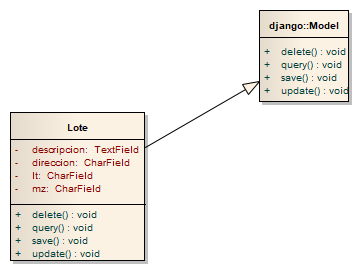 django::Model
+ delete() : void
+ query() : void
+ save() : void
+ update() : void
Lote
- descripcion: TextField
- direccion: CharField
- lt: CharField
- mz: CharField
+ delete() : void
+ query() : void
+ save() : void
+ update() : void